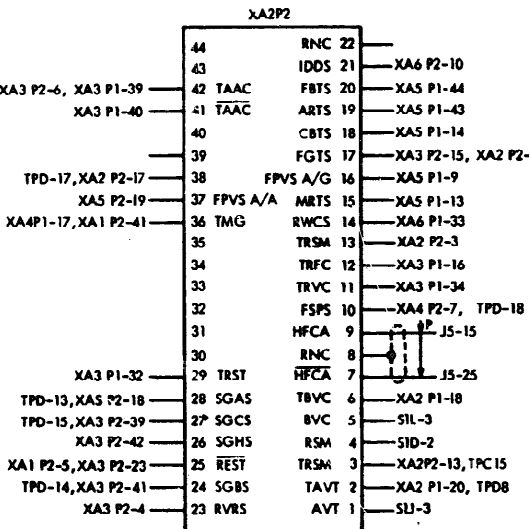 XA2P2
44 RNC 22
43 IDDS 21 XA6 P2-10
XA3 P2-6, XA3 P1-39 42 TAAC FBTS 20 XA5 P1-44
XA3 P1-40 41 TAAC ARTS 19 XA5 P1-43
40 CBTS 18 XA5 P1-14
39 FGTS 17 XA3 P2-15, XA2 P2-
TPD-17, XA2 P2-17 38 FPVS A/G 16 XA5 P1-9
XA5 P2-19 37 FPVS A/A MRTS 15 XA5 P1-13
XA4P1-17, XA1 P2-41 36 TMG RWCS 14 XA6 P1-33
35 TRSM 13 XA2 P2-3
34 TRFC 12 XA3 P1-16
33 TRVC 11 XA3 P1-34
32 FSPS 10 XA4 P2-7, TPD-18
31 HFCA 9 P J5-15
30 RNC 8
XA3 P1-32 29 TRST HFCA 7 J5-25
TPD-13, XA5 P2-18 28 SGAS TBVC 6 XA2 P1-18
TPD-15, XA3 P2-39 27 SGCS BVC 5 S1L-3
XA3 P2-42 26 SGHS RSM 4 S1D-2
XA1 P2-5, XA3 P2-23 25 REST TRSM 3 XA2P2-13, TPC15
TPD-14, XA3 P2-41 24 SGBS TAVT 2 XA2 P1-20, TPD8
XA3 P2-4 23 RVRS AVT 1 S1J-3